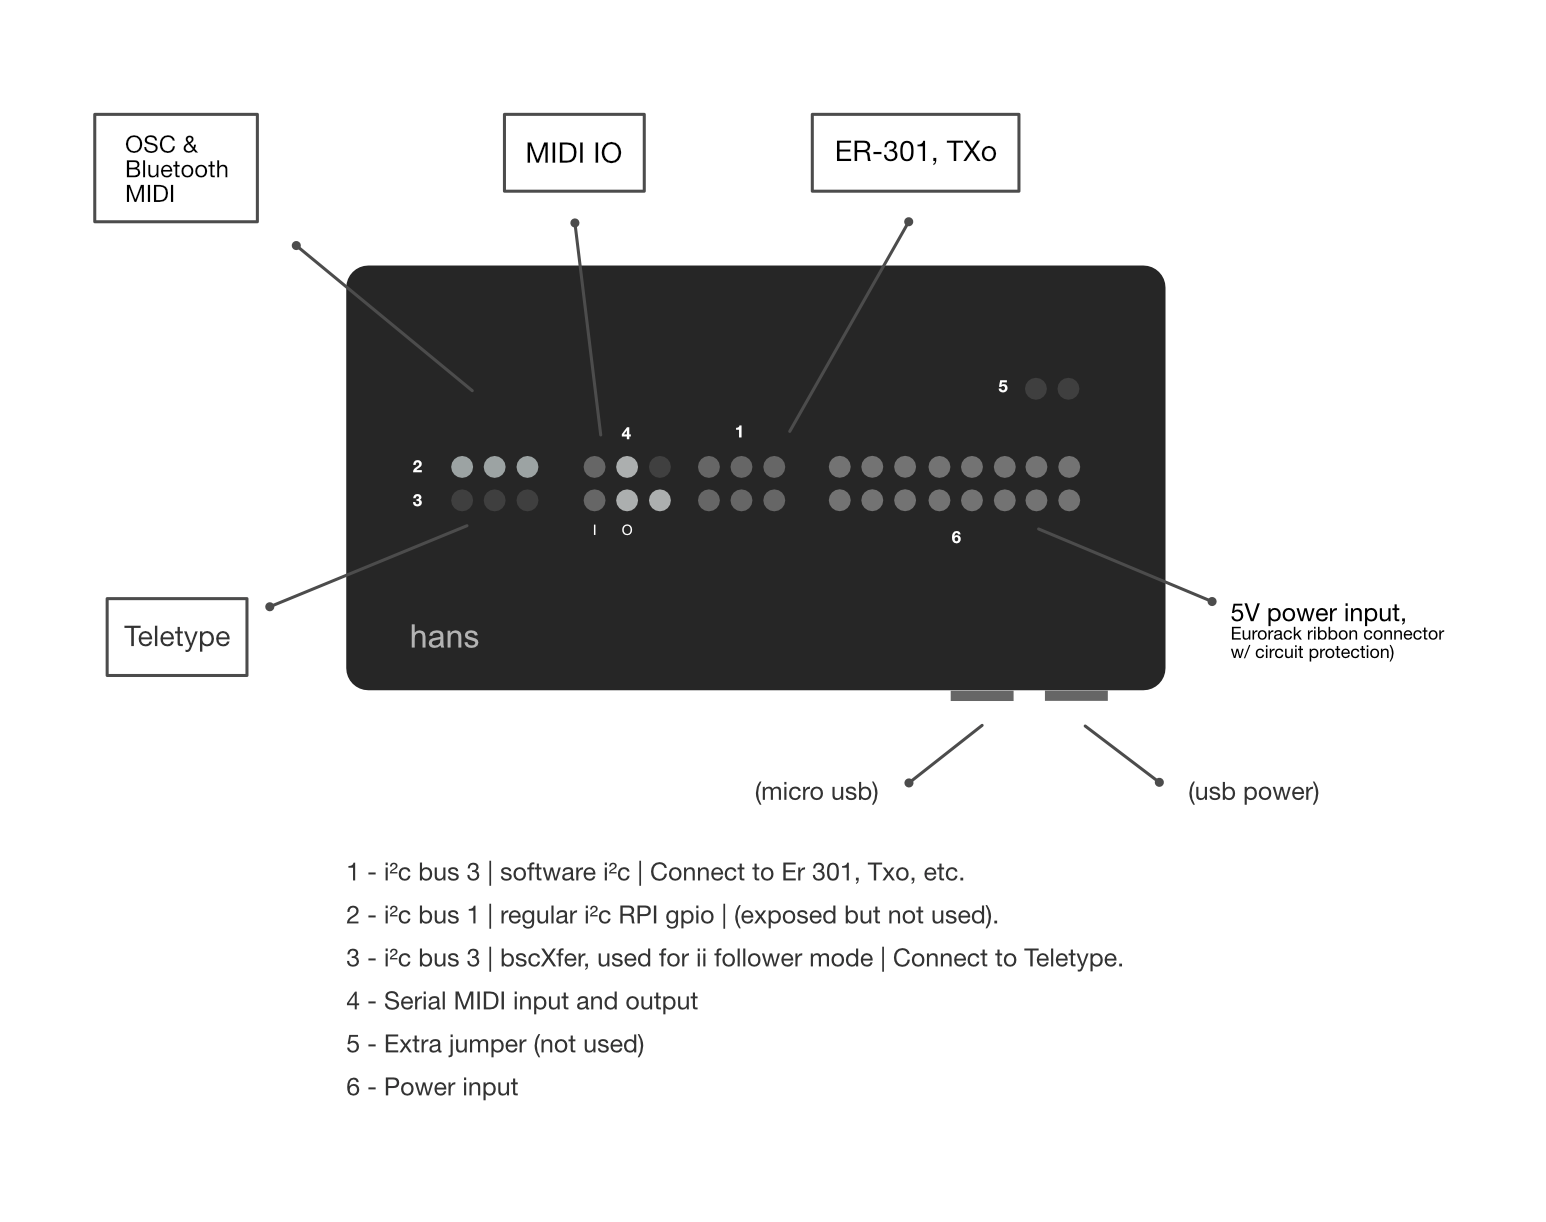 OSC &
Bluetooth
MIDI
MIDI IO
ER-301, TXo
5
4
1
2
3
I O
6
hans
Teletype
5V power input,
Eurorack ribbon connector
w/ circuit protection)
(micro usb)
(usb power)
1 - i²c bus 3 | software i²c | Connect to Er 301, Txo, etc.
2 - i²c bus 1 | regular i²c RPI gpio | (exposed but not used).
3 - i²c bus 3 | bscXfer, used for ii follower mode | Connect to Teletype.
4 - Serial MIDI input and output
5 - Extra jumper (not used)
6 - Power input